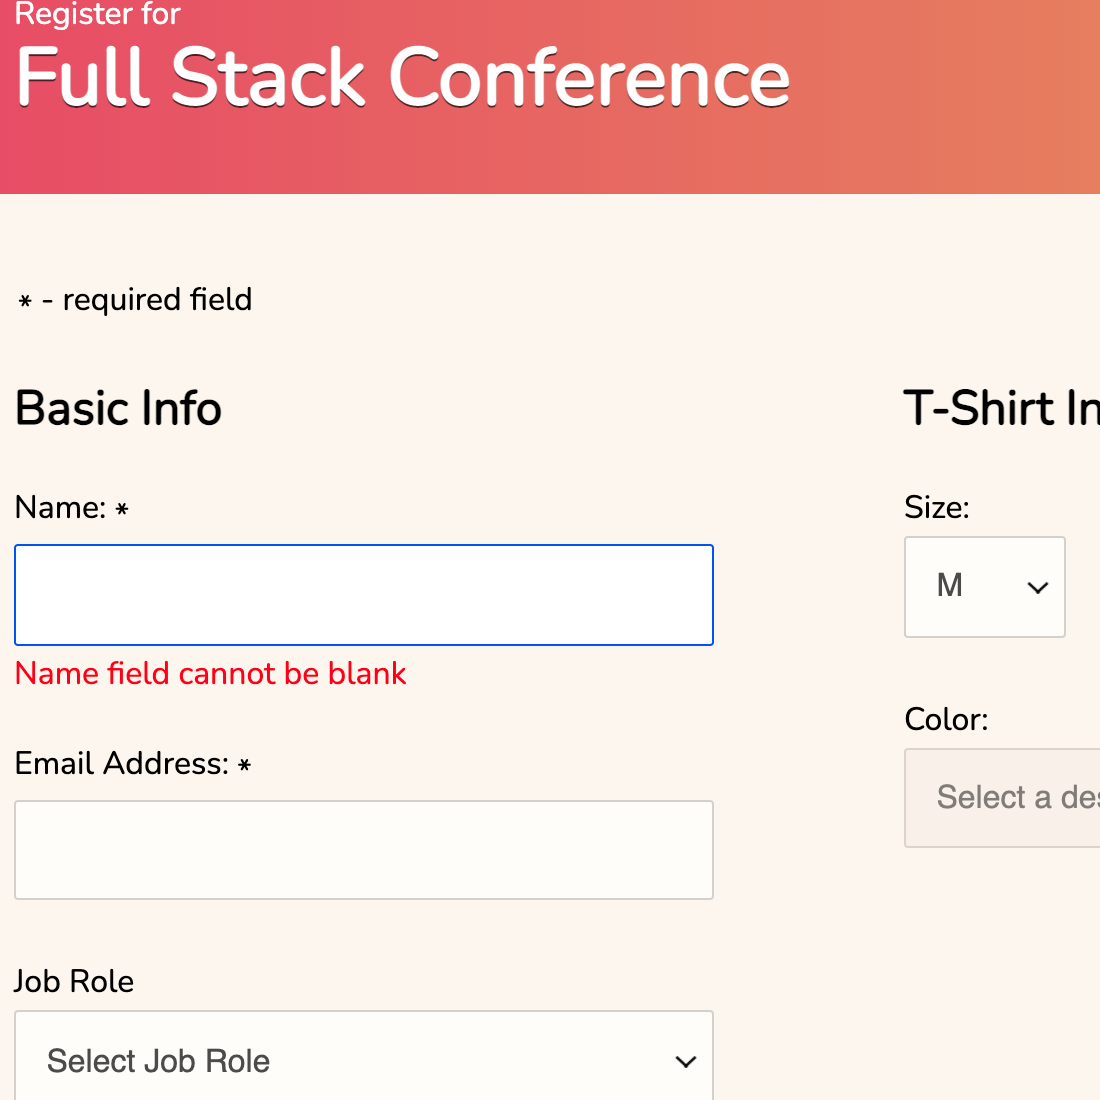 Register for
Full Stack Conference
* - required field
Basic Info
Name: *
Name field cannot be blank
Email Address: *
Job Role
Select Job Role
T-Shirt In
Size:
M
Color:
Select a des